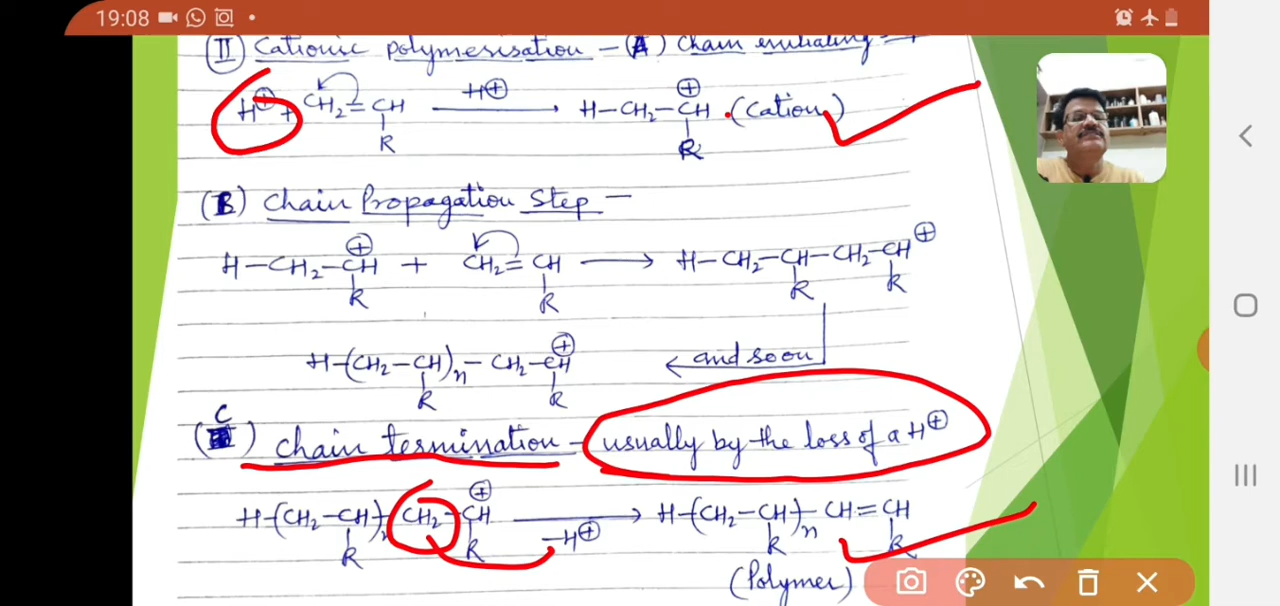 19:08
(II) Cationic polymerisation - (A) Chain initiating
H⊕ + CH₂=CH H⊕ → H-CH₂-CH⊕ (Cation)
R R
(B) Chain Propagation Step -
H-CH₂-CH⊕ + CH₂=CH → H-CH₂-CH-CH₂-CH⊕
R R R R
H-(CH₂-CH)n-CH₂-CH⊕ ← and so on
R R
(C) Chain termination - usually by the loss of a H⊕
H-(CH₂-CH)n-CH₂-CH⊕ -H⊕ → H-(CH₂-CH)n-CH=CH
R R R R
(Polymer)